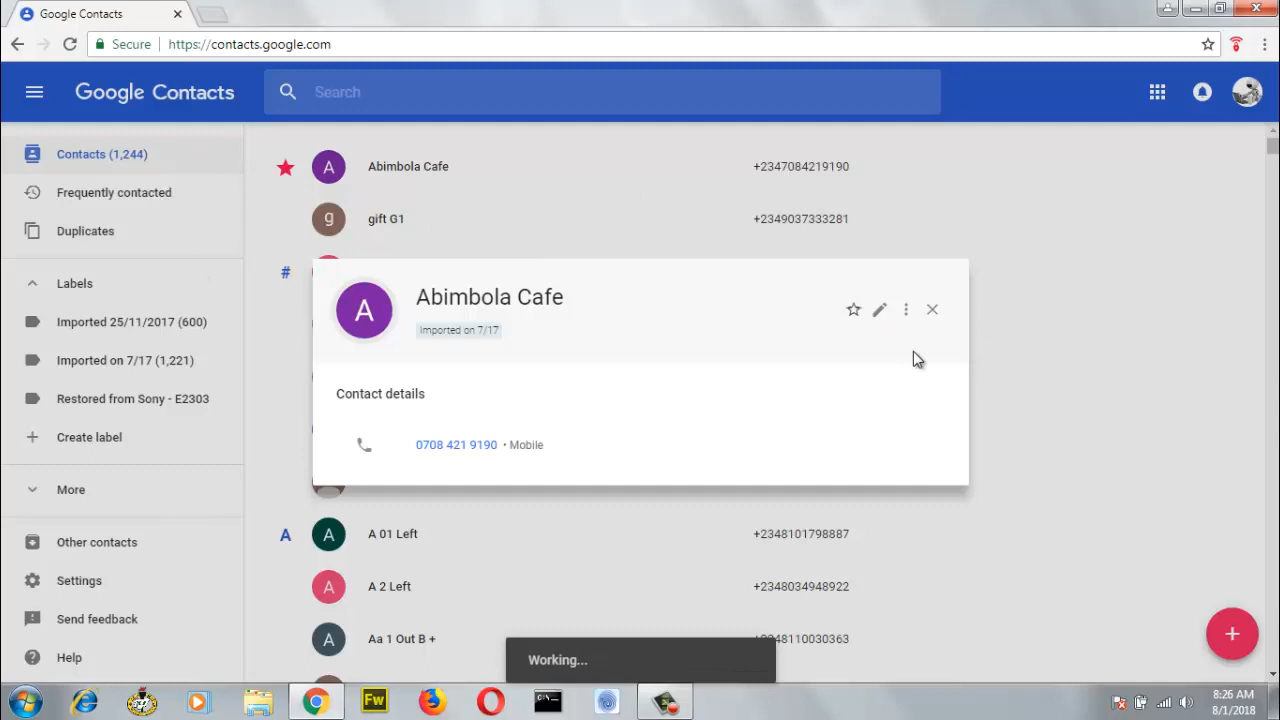 Google Contacts
Secure https://contacts.google.com
Google Contacts
Search
Contacts (1,244)
Frequently contacted
Duplicates
Labels
Imported 25/11/2017 (600)
Imported on 7/17 (1,221)
Restored from Sony - E2303
Create label
More
Other contacts
Settings
Send feedback
Help
A Abimbola Cafe +2347084219190
g gift G1 +2349037333281
#
A Abimbola Cafe
Imported on 7/17
Contact details
0708 421 9190 • Mobile
A A A 01 Left +2348101798887
A A 2 Left +2348034948922
A Aa 1 Out B + +2348110030363
Working...
+
Fw
8:26 AM
8/1/2018